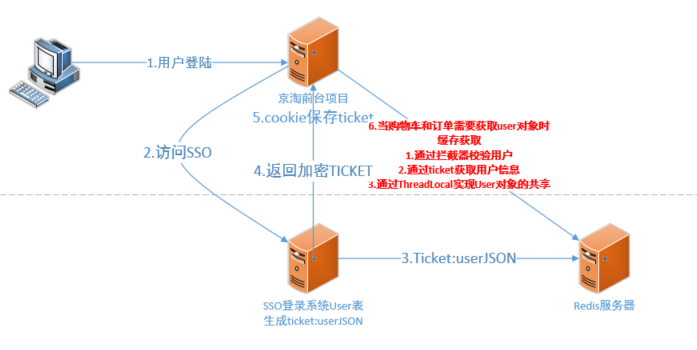 1.用户登陆
京淘前台项目
5.cookie保存ticket
6.当购物车和订单需要获取user对象时
缓存获取
1.通过拦截器校验用户
2.通过ticket获取用户信息
3.通过ThreadLocal实现User对象的共享
2.访问SSO
4.返回加密TICKET
3.Ticket:userJSON
SSO登录系统User表
生成ticket:userJSON
Redis服务器